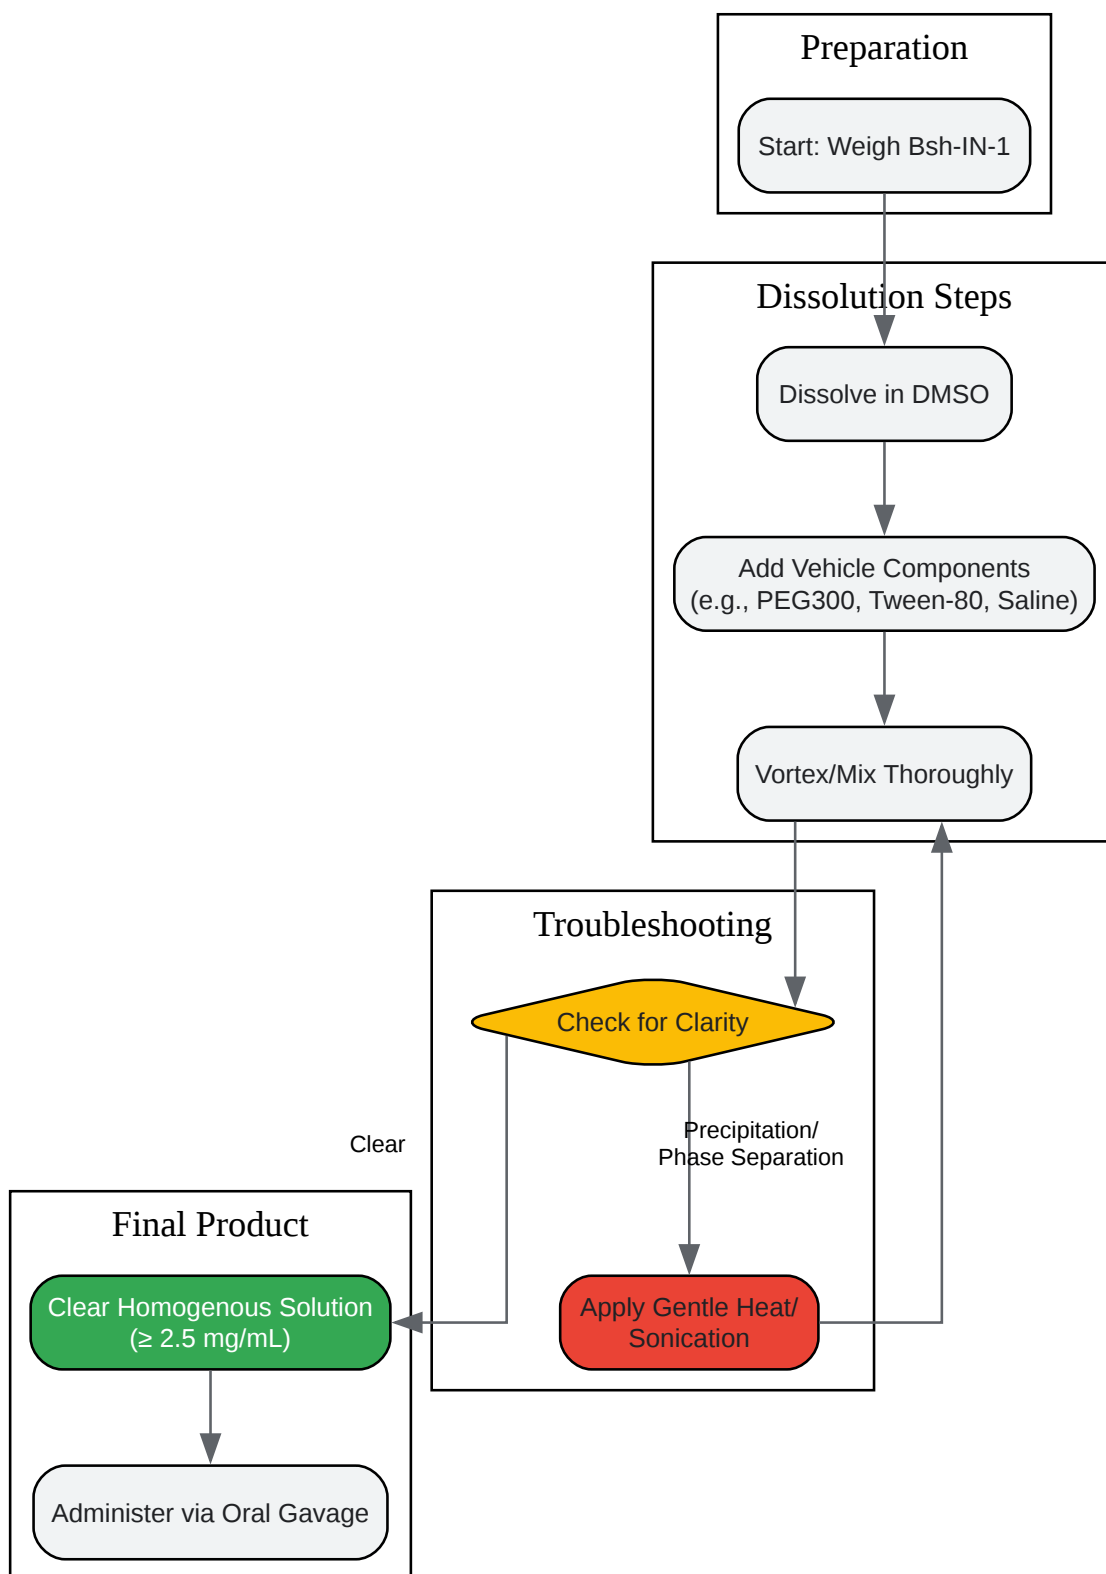 Preparation
Start: Weigh Bsh-IN-1
Dissolution Steps
Dissolve in DMSO
Add Vehicle Components
(e.g., PEG300, Tween-80, Saline)
Vortex/Mix Thoroughly
Troubleshooting
Check for Clarity
Precipitation/
Phase Separation
Clear
Final Product
Clear Homogenous Solution
(≥ 2.5 mg/mL)
Apply Gentle Heat/
Sonication
Administer via Oral Gavage